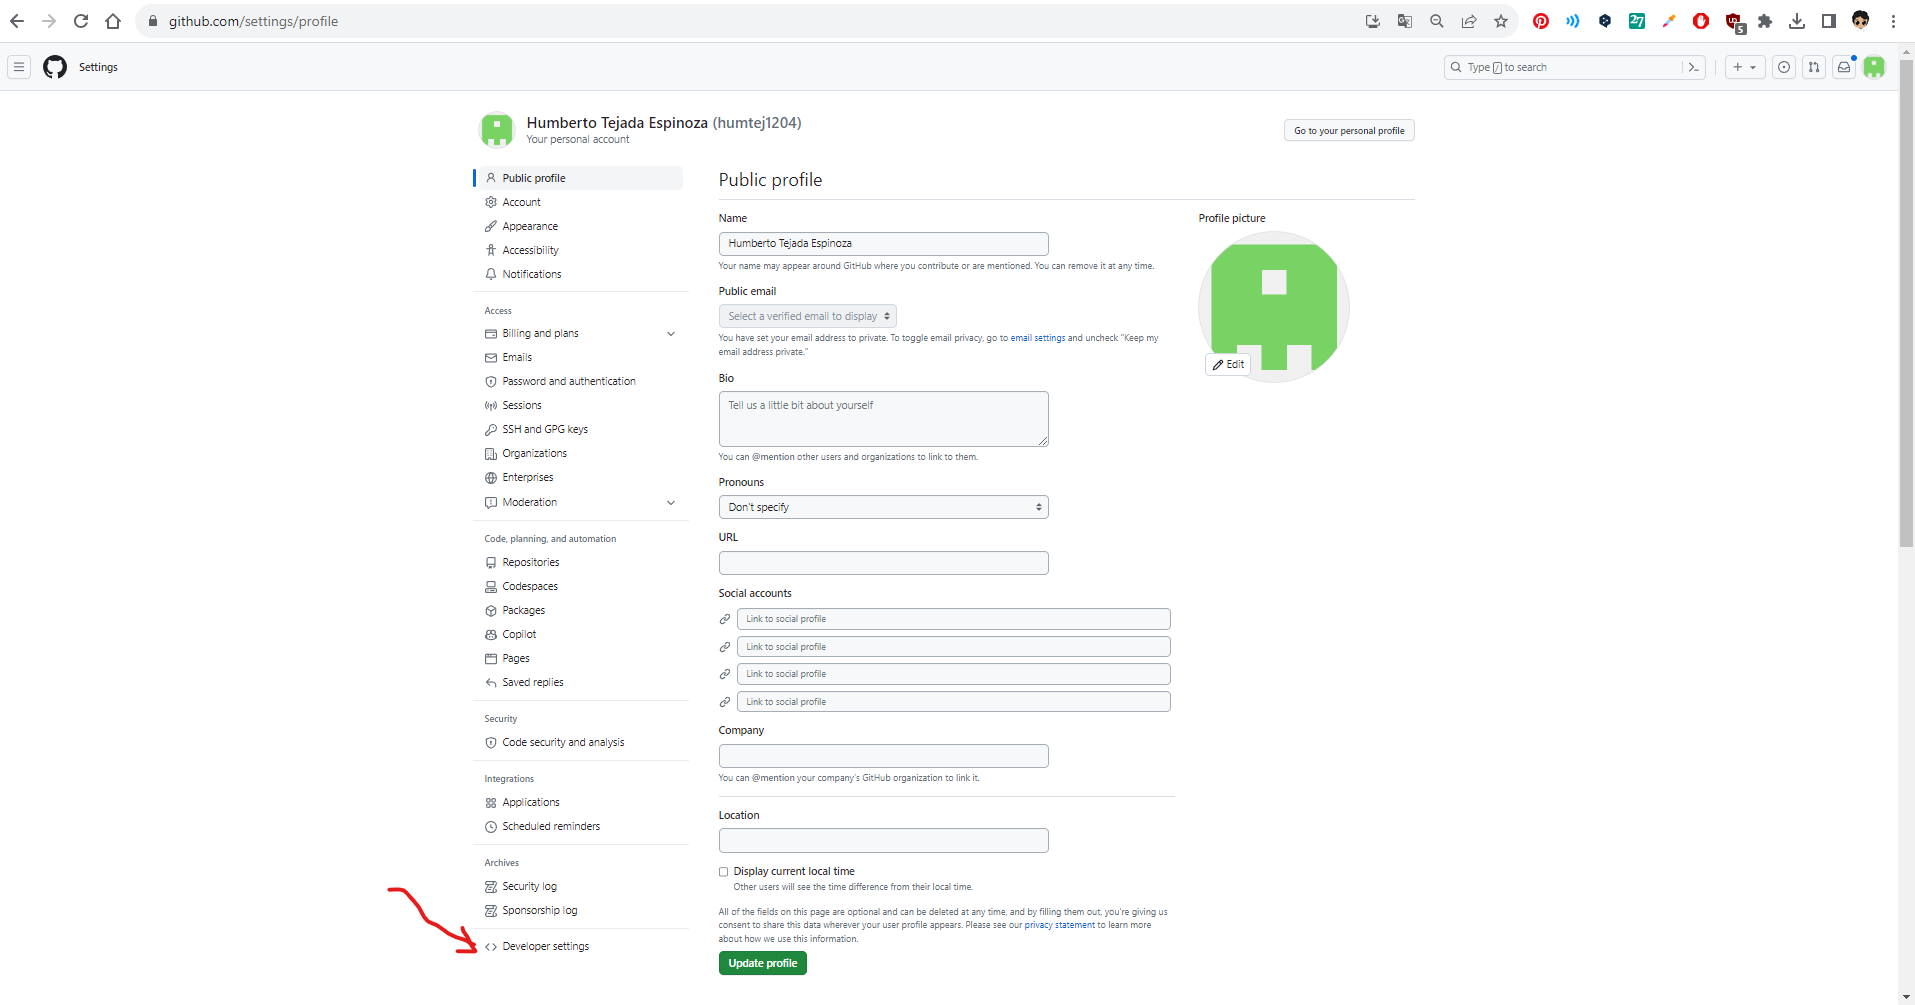 github.com/settings/profile
27
5
Settings
Type / to search
Humberto Tejada Espinoza (humtej1204)
Your personal account
Go to your personal profile
Public profile
Account
Appearance
Accessibility
Notifications
Access
Billing and plans
Emails
Password and authentication
Sessions
SSH and GPG keys
Organizations
Enterprises
Moderation
Code, planning, and automation
Repositories
Codespaces
Packages
Copilot
Pages
Saved replies
Security
Code security and analysis
Integrations
Applications
Scheduled reminders
Archives
Security log
Sponsorship log
Developer settings
Public profile
Name
Humberto Tejada Espinoza
Your name may appear around GitHub where you contribute or are mentioned. You can remove it at any time.
Public email
Select a verified email to display
You have set your email address to private. To toggle email privacy, go to email settings and uncheck "Keep my
email address private."
Bio
Tell us a little bit about yourself
You can @mention other users and organizations to link to them.
Pronouns
Don't specify
URL
Social accounts
Link to social profile
Link to social profile
Link to social profile
Link to social profile
Company
You can @mention your company's GitHub organization to link it.
Location
Display current local time
Other users will see the time difference from their local time.
All of the fields on this page are optional and can be deleted at any time, and by filling them out, you're giving us
consent to share this data wherever your user profile appears. Please see our privacy statement to learn more
about how we use this information.
Update profile
Profile picture
Edit